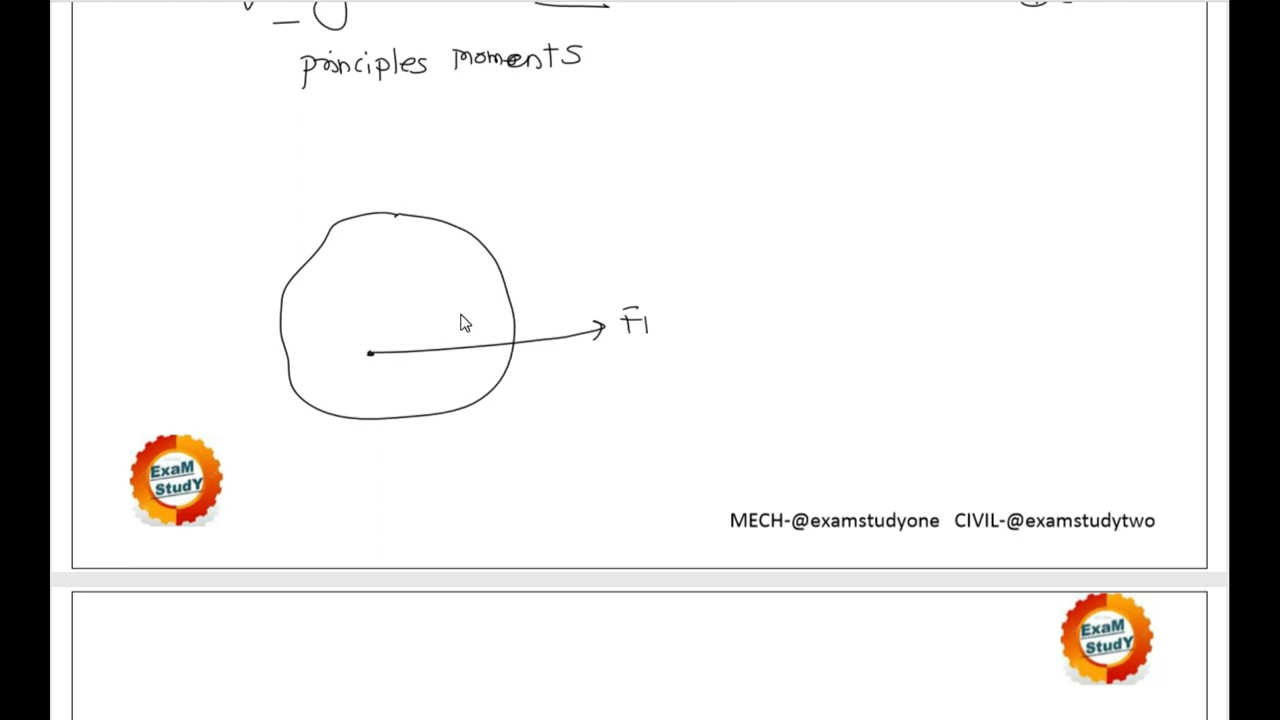 principles moments
F1
ExaM
StudY
MECH-@examstudyone CIVIL-@examstudytwo
ExaM
StudY